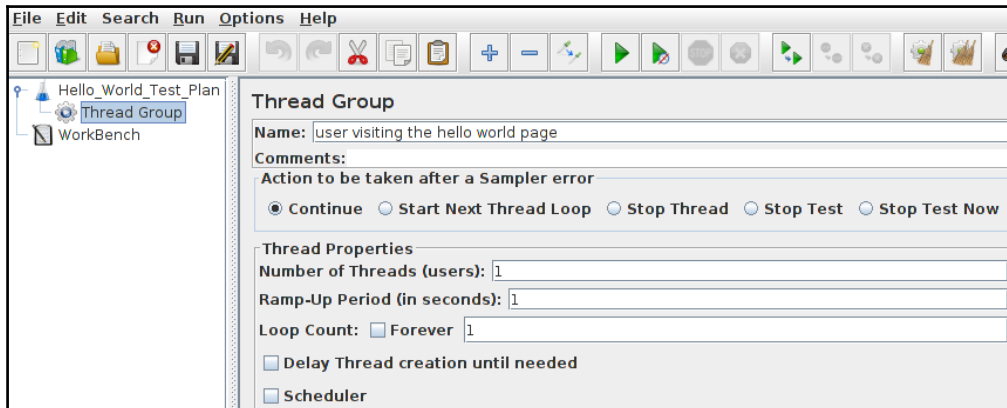 File Edit Search Run Options Help
STOP
Hello_World_Test_Plan
Thread Group
WorkBench
Thread Group
Name: user visiting the hello world page
Comments:
Action to be taken after a Sampler error
Continue Start Next Thread Loop Stop Thread Stop Test Stop Test Now
Thread Properties
Number of Threads (users): 1
Ramp-Up Period (in seconds): 1
Loop Count: Forever 1
Delay Thread creation until needed
Scheduler